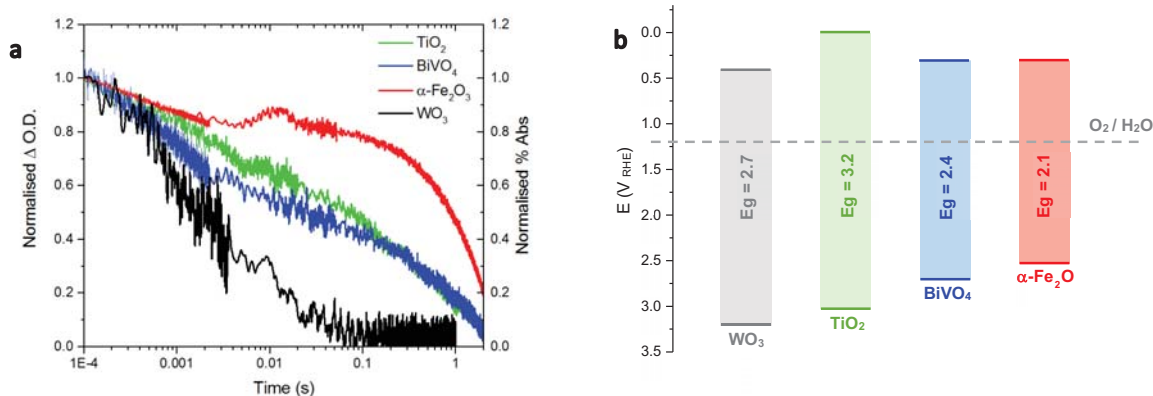 a
Normalised Δ O.D.
1.2
1.0
0.8
0.6
0.4
0.2
0.0
1E-4
0.001
0.01
0.1
1
Time (s)
TiO₂
BiVO₄
α-Fe₂O₃
WO₃
1.2
1.0
0.8
0.6
0.4
0.2
0.0
Normalised % Abs
b
E (V RHE)
0.0
0.5
1.0
1.5
2.0
2.5
3.0
3.5
O₂ / H₂O
Eg = 2.7
Eg = 3.2
Eg = 2.4
Eg = 2.1
WO₃
TiO₂
BiVO₄
α-Fe₂O